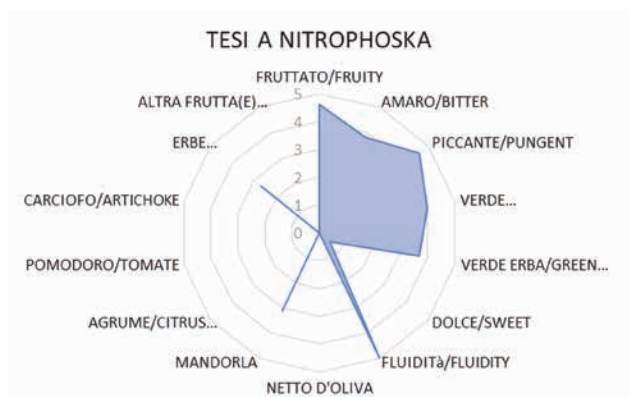 TESI A NITROPHOSKA
FRUTTATO/FRUITY
ALTRA FRUTTA(E)...
AMARO/BITTER
ERBE...
PICCANTE/PUNGENT
CARCIOFO/ARTICHOKE
VERDE...
POMODORO/TOMATE
VERDE ERBA/GREEN...
AGRUME/CITRUS...
DOLCE/SWEET
MANDORLA
FLUIDITà/FLUIDITY
NETTO D'OLIVA
5
4
3
2
1
0